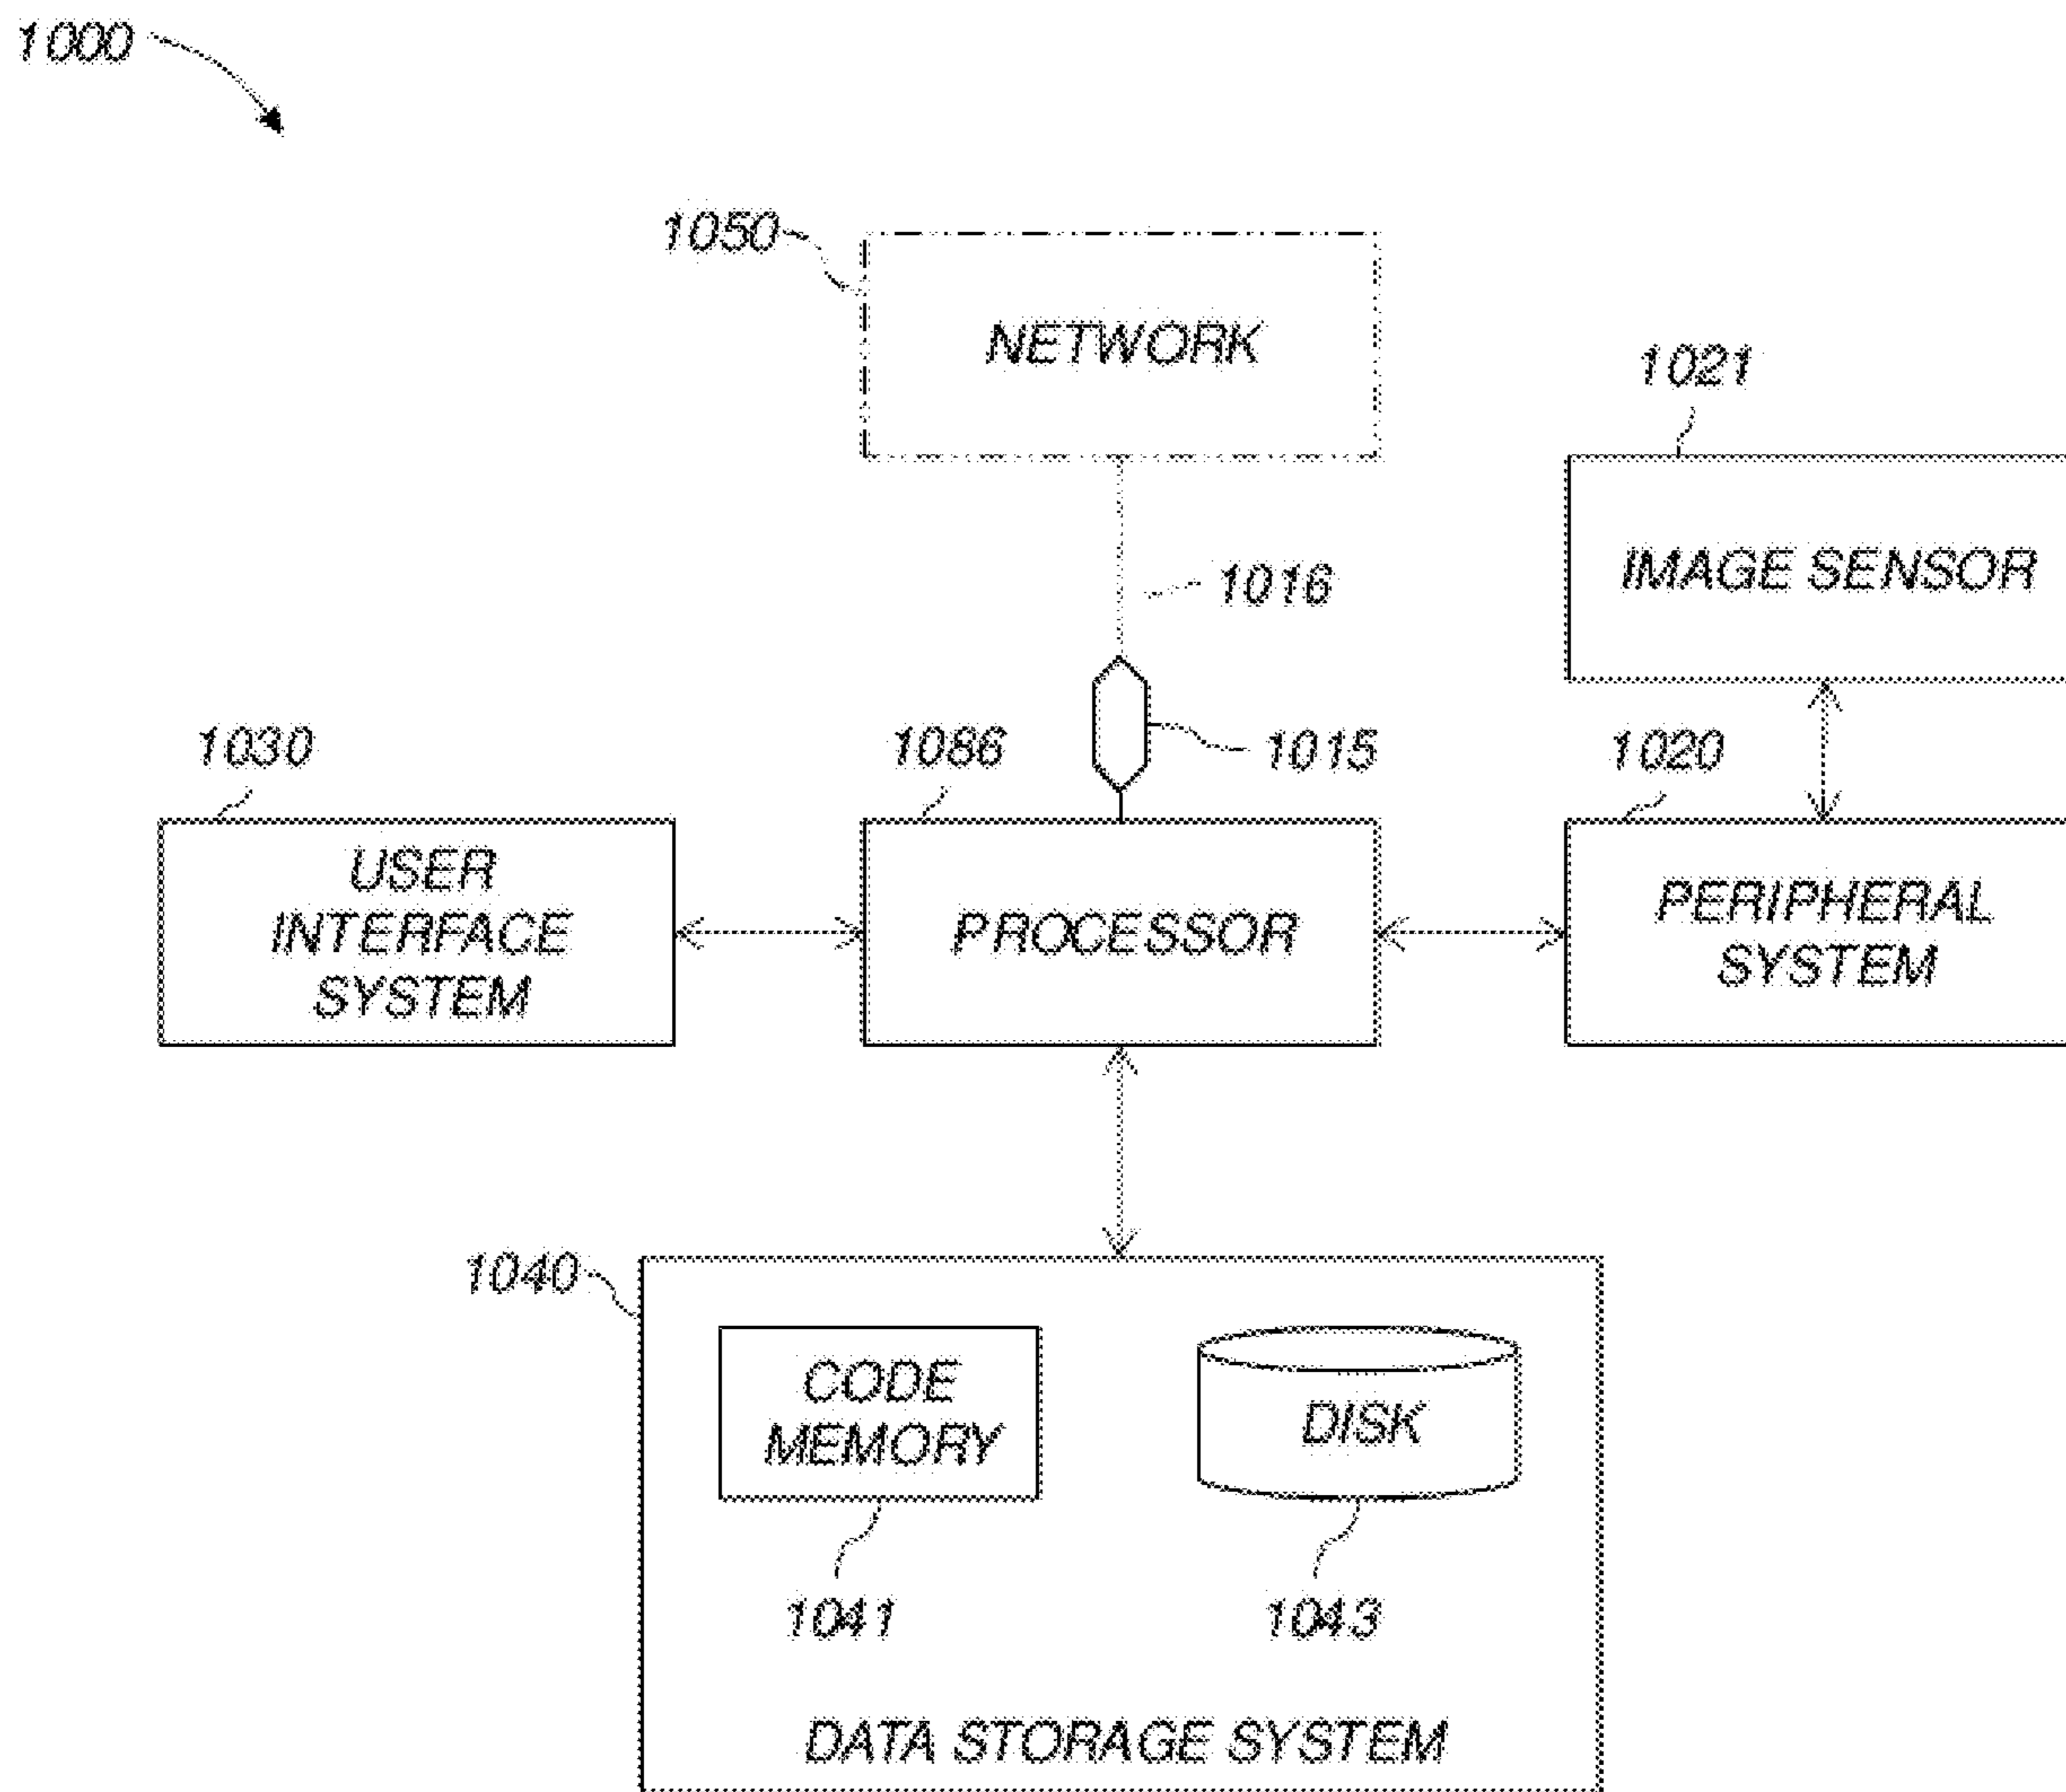 1000
1050
NETWORK
1021
IMAGE SENSOR
1016
1015
1030
1086
1020
USER
INTERFACE
SYSTEM
PROCESSOR
PERIPHERAL
SYSTEM
1040
CODE
MEMORY
DISK
1041
1043
DATA STORAGE SYSTEM